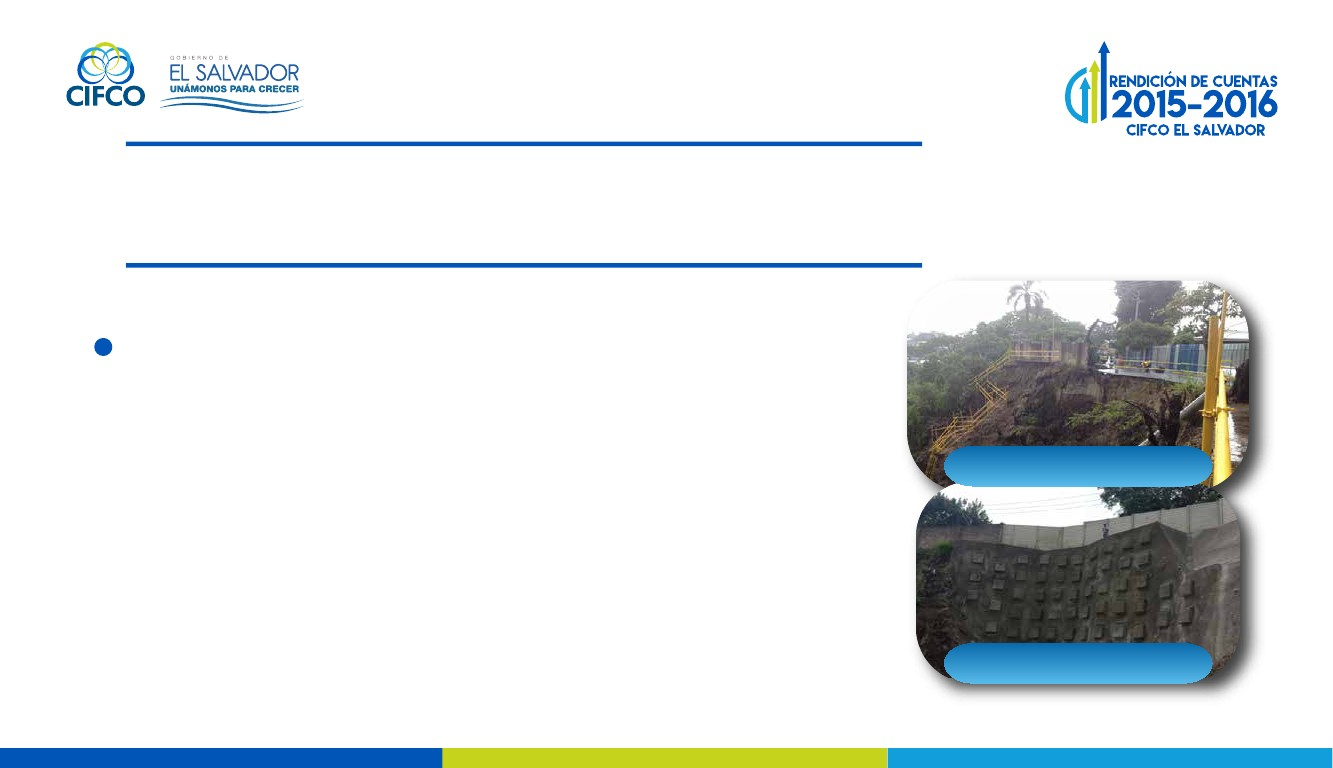 CIFCO
GOBIERNO DE
EL SALVADOR
UNÁMONOS PARA CRECER
RENDICIÓN DE CUENTAS
2015-2016
CIFCO EL SALVADOR